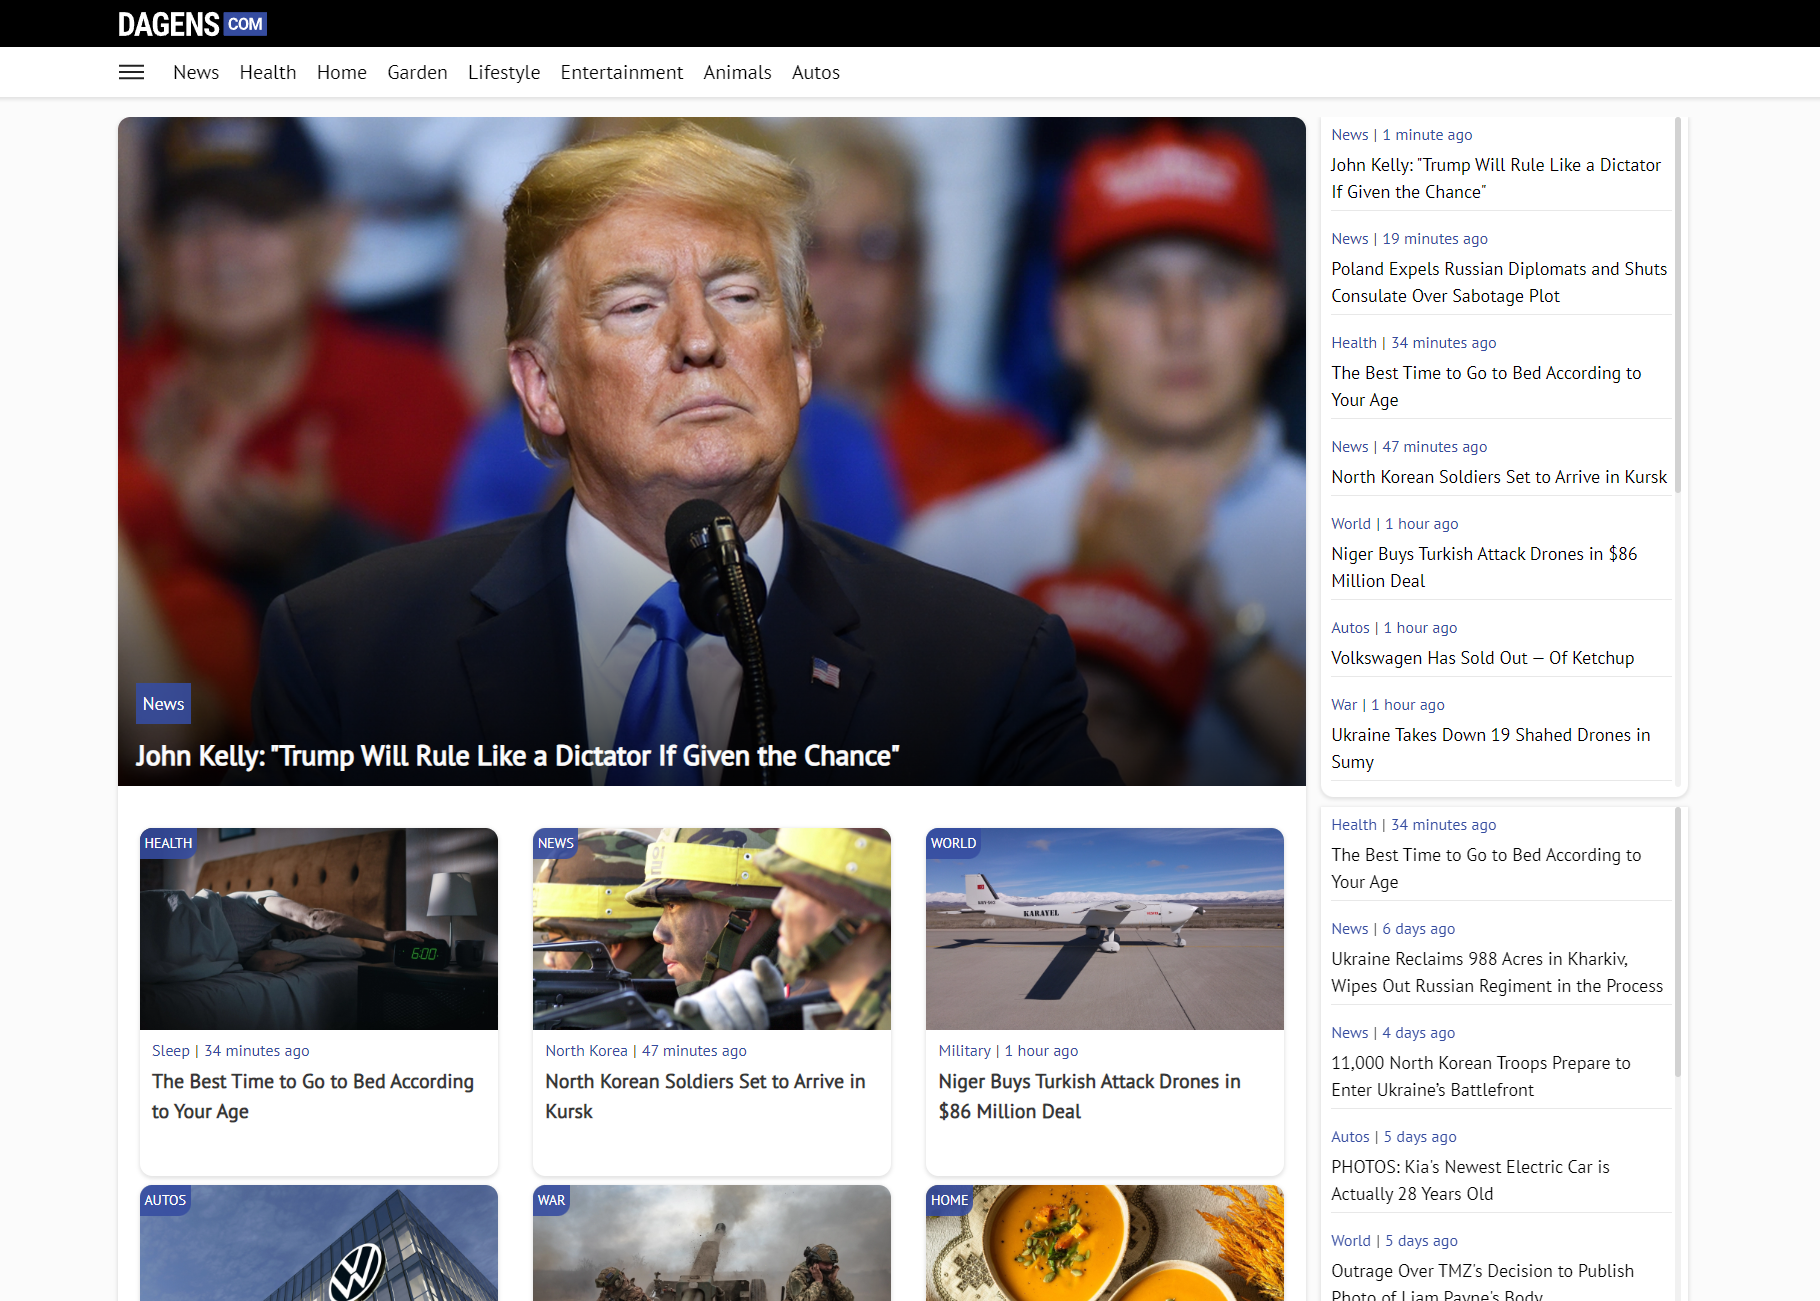 DAGENS COM
News Health Home Garden Lifestyle Entertainment Animals Autos
News
John Kelly: "Trump Will Rule Like a Dictator If Given the Chance"
News | 1 minute ago
John Kelly: "Trump Will Rule Like a Dictator
If Given the Chance"
News | 19 minutes ago
Poland Expels Russian Diplomats and Shuts
Consulate Over Sabotage Plot
Health | 34 minutes ago
The Best Time to Go to Bed According to
Your Age
News | 47 minutes ago
North Korean Soldiers Set to Arrive in Kursk
World | 1 hour ago
Niger Buys Turkish Attack Drones in $86
Million Deal
Autos | 1 hour ago
Volkswagen Has Sold Out — Of Ketchup
War | 1 hour ago
Ukraine Takes Down 19 Shahed Drones in
Sumy
HEALTH
6:00
Sleep | 34 minutes ago
The Best Time to Go to Bed According
to Your Age
NEWS
North Korea | 47 minutes ago
North Korean Soldiers Set to Arrive in
Kursk
WORLD
KARAYEL
Military | 1 hour ago
Niger Buys Turkish Attack Drones in
$86 Million Deal
AUTOS
WAR
HOME
Health | 34 minutes ago
The Best Time to Go to Bed According to
Your Age
News | 6 days ago
Ukraine Reclaims 988 Acres in Kharkiv,
Wipes Out Russian Regiment in the Process
News | 4 days ago
11,000 North Korean Troops Prepare to
Enter Ukraine’s Battlefront
Autos | 5 days ago
PHOTOS: Kia's Newest Electric Car is
Actually 28 Years Old
World | 5 days ago
Outrage Over TMZ's Decision to Publish
Photo of Liam Payne's Body